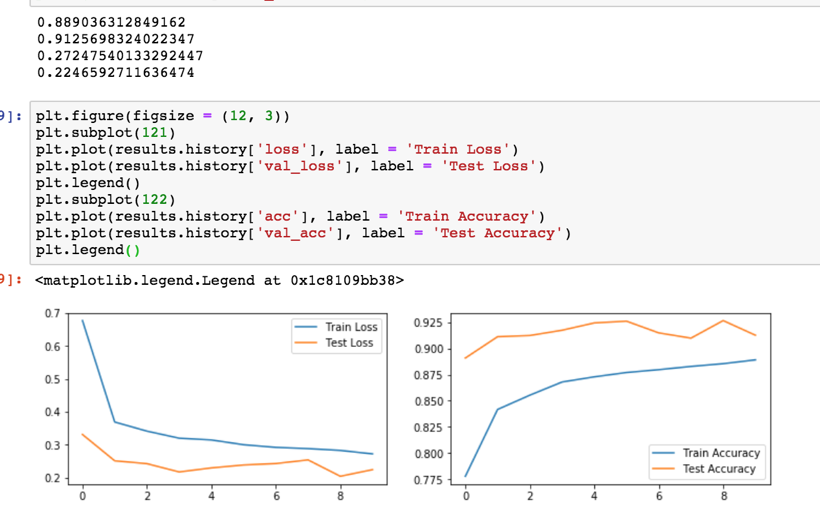 0.889036312849162
0.9125698324022347
0.27247540133292447
0.2246592711636474
9]:
plt.figure(figsize = (12, 3))
plt.subplot(121)
plt.plot(results.history['loss'], label = 'Train Loss')
plt.plot(results.history['val_loss'], label = 'Test Loss')
plt.legend()
plt.subplot(122)
plt.plot(results.history['acc'], label = 'Train Accuracy')
plt.plot(results.history['val_acc'], label = 'Test Accuracy')
plt.legend()
9]: <matplotlib.legend.Legend at 0x1c8109bb38>
0.7
0.6
0.5
0.4
0.3
0.2
0 2 4 6 8
Train Loss
Test Loss
0.925
0.900
0.875
0.850
0.825
0.800
0.775
0 2 4 6 8
Train Accuracy
Test Accuracy